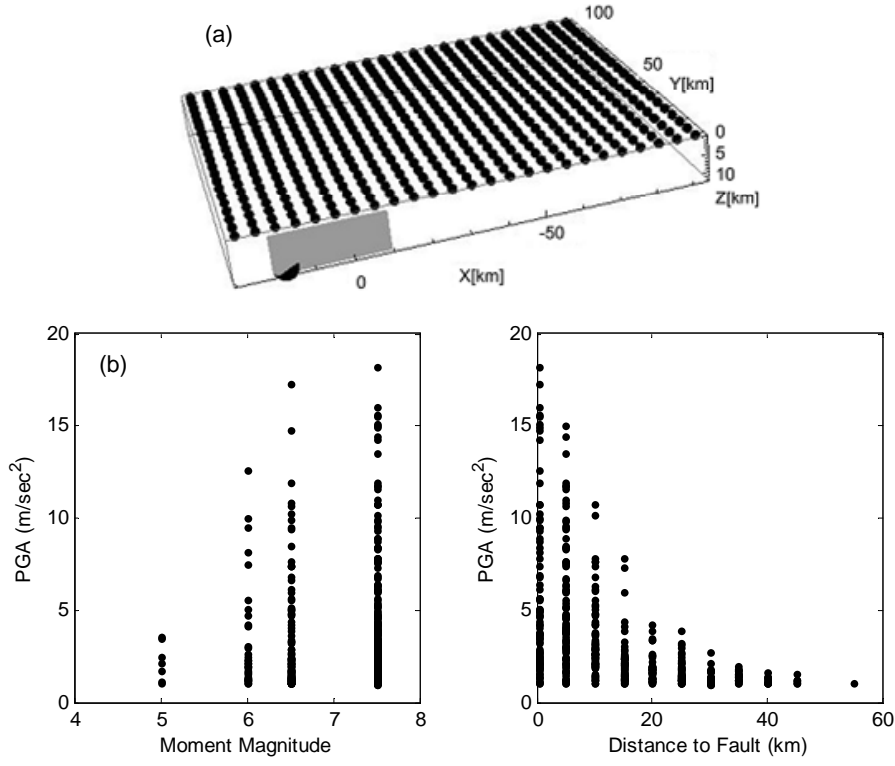 (a)
100
50
Y[km]
0
5
10
Z[km]
-50
X[km]
0
(b)
20
15
10
5
0
PGA (m/sec²)
4
5
6
7
8
Moment Magnitude
20
15
10
5
0
PGA (m/sec²)
0
20
40
60
Distance to Fault (km)